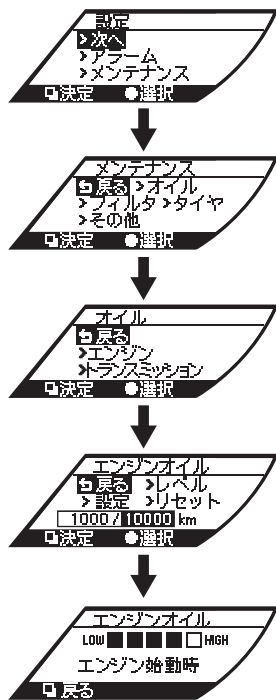 設定
>次へ
>アラーム
>メンテナンス
決定 選択
メンテナンス
戻る >オイル
>フィルタ >タイヤ
>その他
決定 選択
オイル
戻る
>エンジン
>トランスミッション
決定 選択
エンジンオイル
戻る >レベル
>設定 >リセット
1000/10000 km
決定 選択
エンジンオイル
LOW HIGH
エンジン始動時
戻る